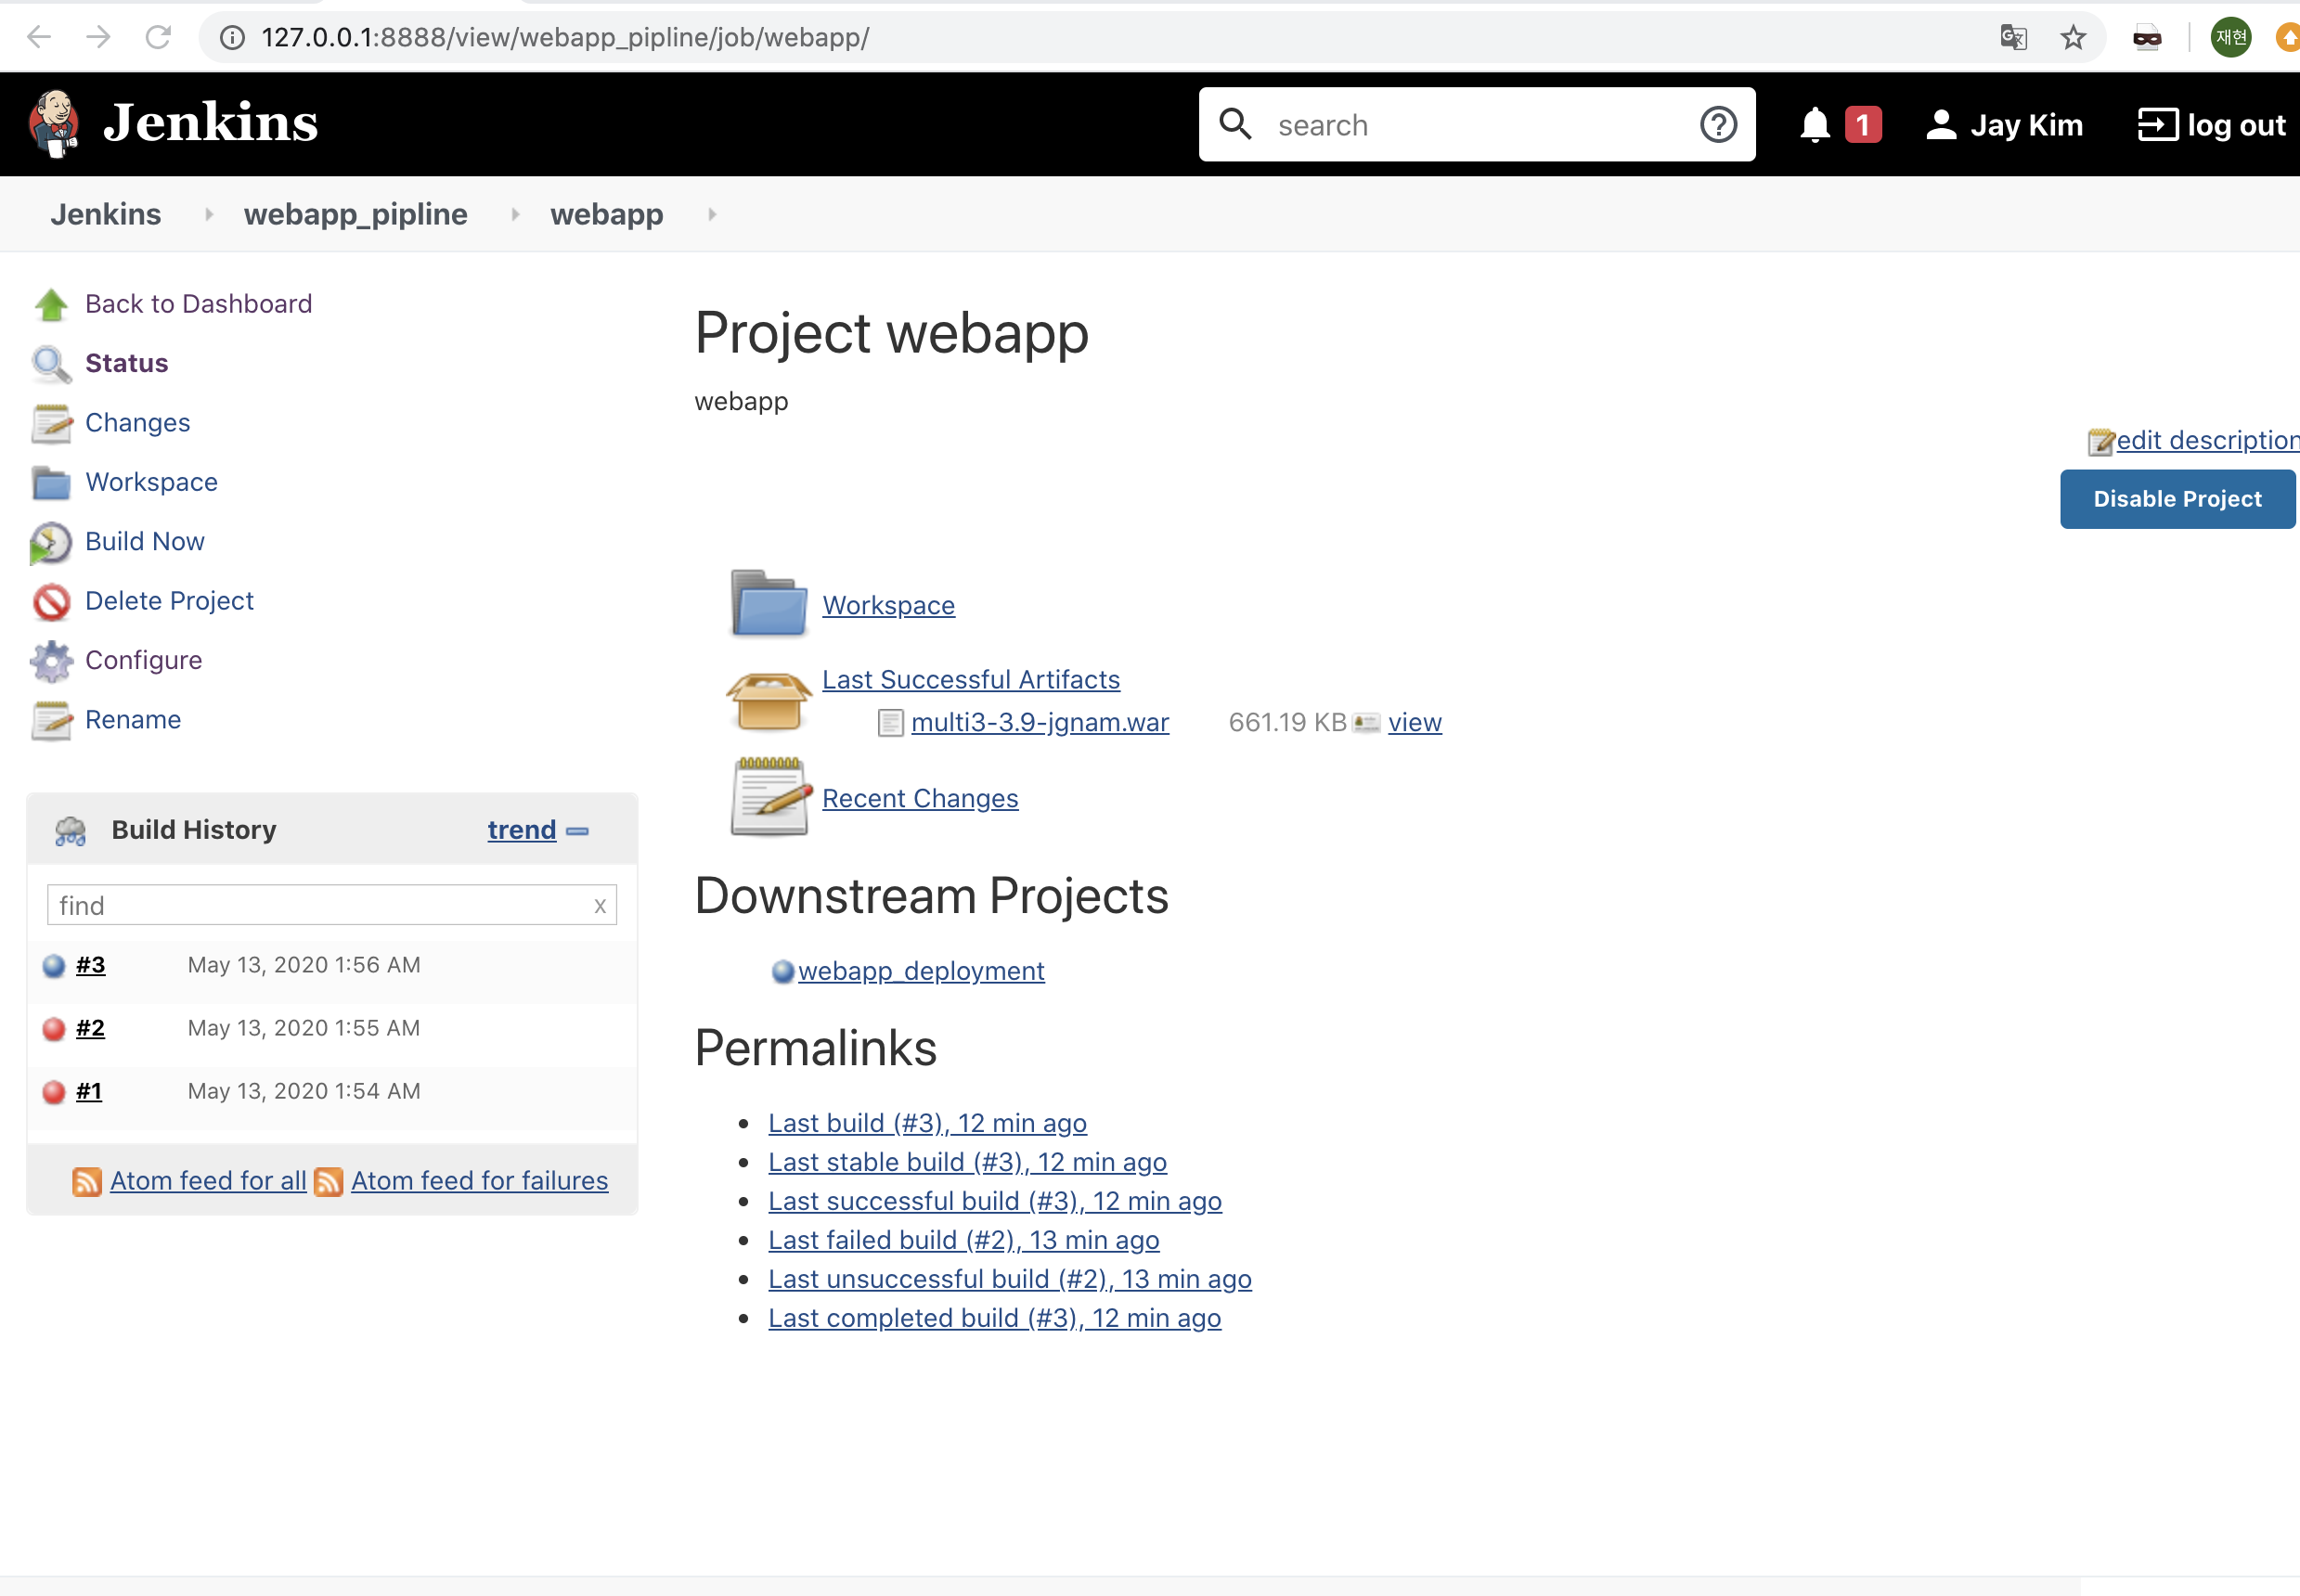 127.0.0.1:8888/view/webapp_pipline/job/webapp/
재현
Jenkins
search
1
Jay Kim
log out
Jenkins
webapp_pipline
webapp
Back to Dashboard
Status
Changes
Workspace
Build Now
Delete Project
Configure
Rename
Build History
trend
find
x
#3 May 13, 2020 1:56 AM
#2 May 13, 2020 1:55 AM
#1 May 13, 2020 1:54 AM
Atom feed for all
Atom feed for failures
Project webapp
webapp
edit description
Disable Project
Workspace
Last Successful Artifacts
multi3-3.9-jgnam.war 661.19 KB view
Recent Changes
Downstream Projects
webapp_deployment
Permalinks
Last build (#3), 12 min ago
Last stable build (#3), 12 min ago
Last successful build (#3), 12 min ago
Last failed build (#2), 13 min ago
Last unsuccessful build (#2), 13 min ago
Last completed build (#3), 12 min ago